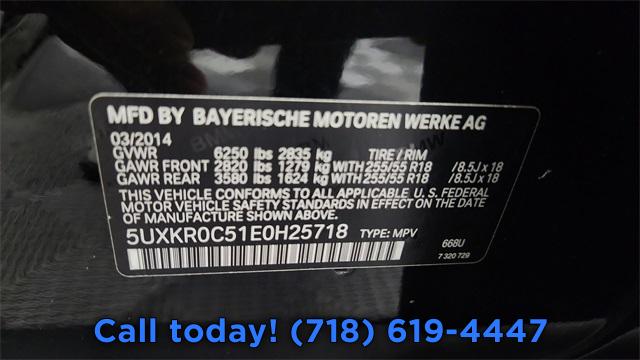 MFD BY BAYERISCHE MOTOREN WERKE AG
03/2014
GVWR 6250 lbs 2835 kg TIRE / RIM
GAWR FRONT 2820 lbs 1279 kg WITH 255/55 R18 / 8.5J x 18
GAWR REAR 3580 lbs 1624 kg WITH 255/55 R18 / 8.5J x 18
THIS VEHICLE CONFORMS TO ALL APPLICABLE U. S. FEDERAL
MOTOR VEHICLE SAFETY STANDARDS IN EFFECT ON THE DATE OF
MANUFACTURE SHOWN ABOVE.
5UXKR0C51E0H25718 TYPE: MPV
668U
7 320 729
Call today! (718) 619-4447